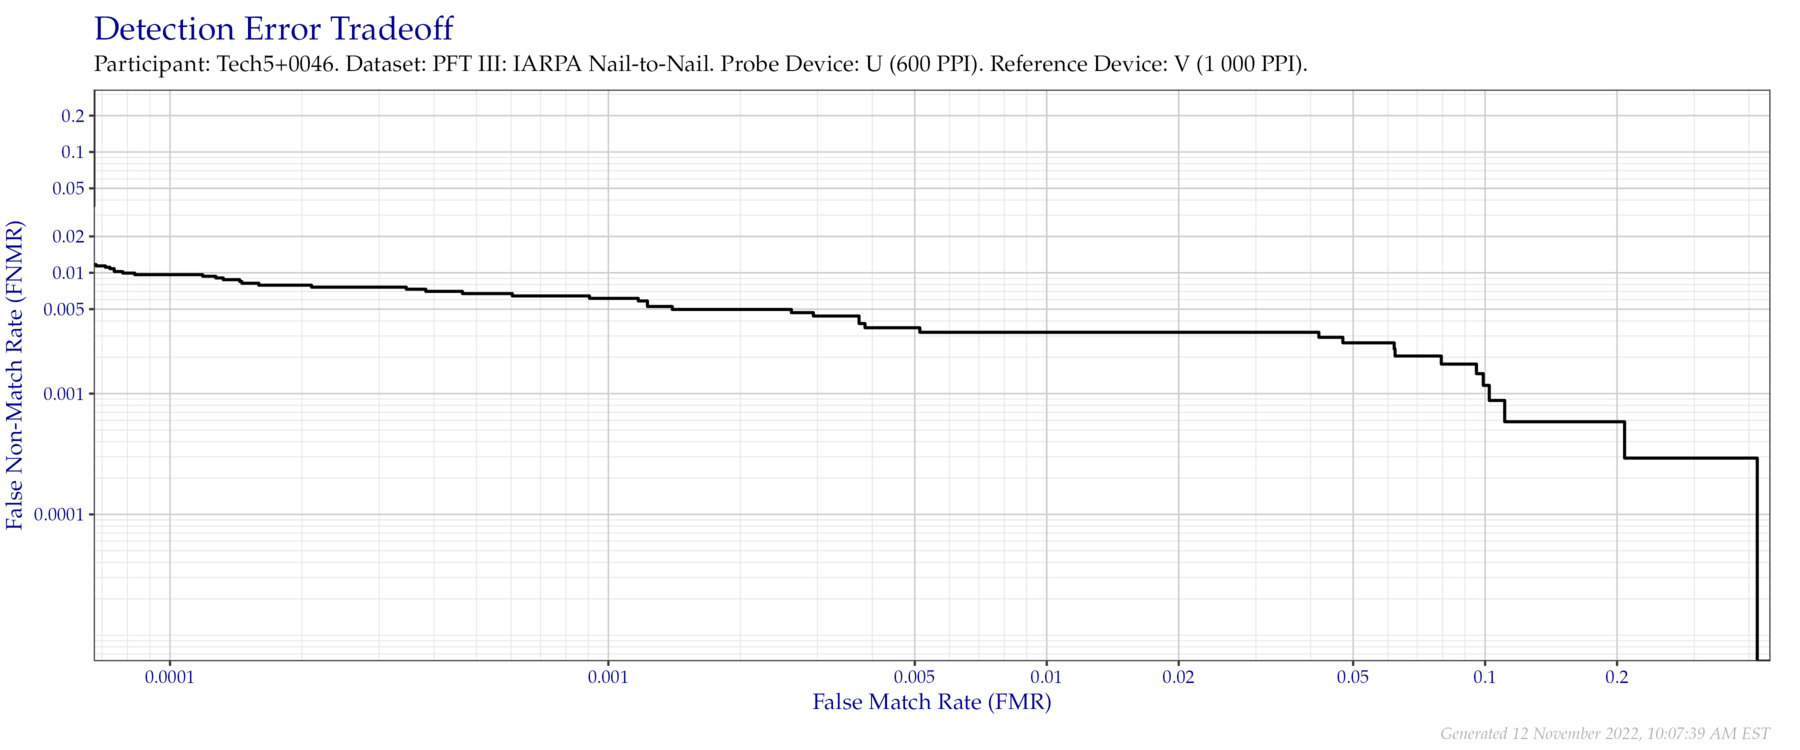 Detection Error Tradeoff
Participant: Tech5+0046. Dataset: PFT III: IARPA Nail-to-Nail. Probe Device: U (600 PPI). Reference Device: V (1 000 PPI).
False Non-Match Rate (FNMR)
0.2
0.1
0.05
0.02
0.01
0.005
0.001
0.0001
0.0001 0.001 0.005 0.01 0.02 0.05 0.1 0.2
False Match Rate (FMR)
Generated 12 November 2022, 10:07:39 AM EST